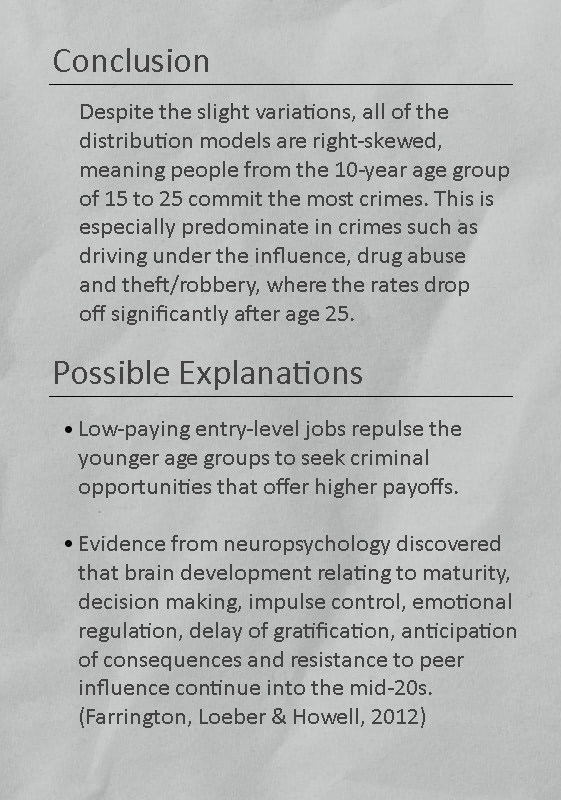 Conclusion
Despite the slight variations, all of the
distribution models are right-skewed,
meaning people from the 10-year age group
of 15 to 25 commit the most crimes. This is
especially predominate in crimes such as
driving under the influence, drug abuse
and theft/robbery, where the rates drop
off significantly after age 25.
Possible Explanations
• Low-paying entry-level jobs repulse the
younger age groups to seek criminal
opportunities that offer higher payoffs.
• Evidence from neuropsychology discovered
that brain development relating to maturity,
decision making, impulse control, emotional
regulation, delay of gratification, anticipation
of consequences and resistance to peer
influence continue into the mid-20s.
(Farrington, Loeber & Howell, 2012)